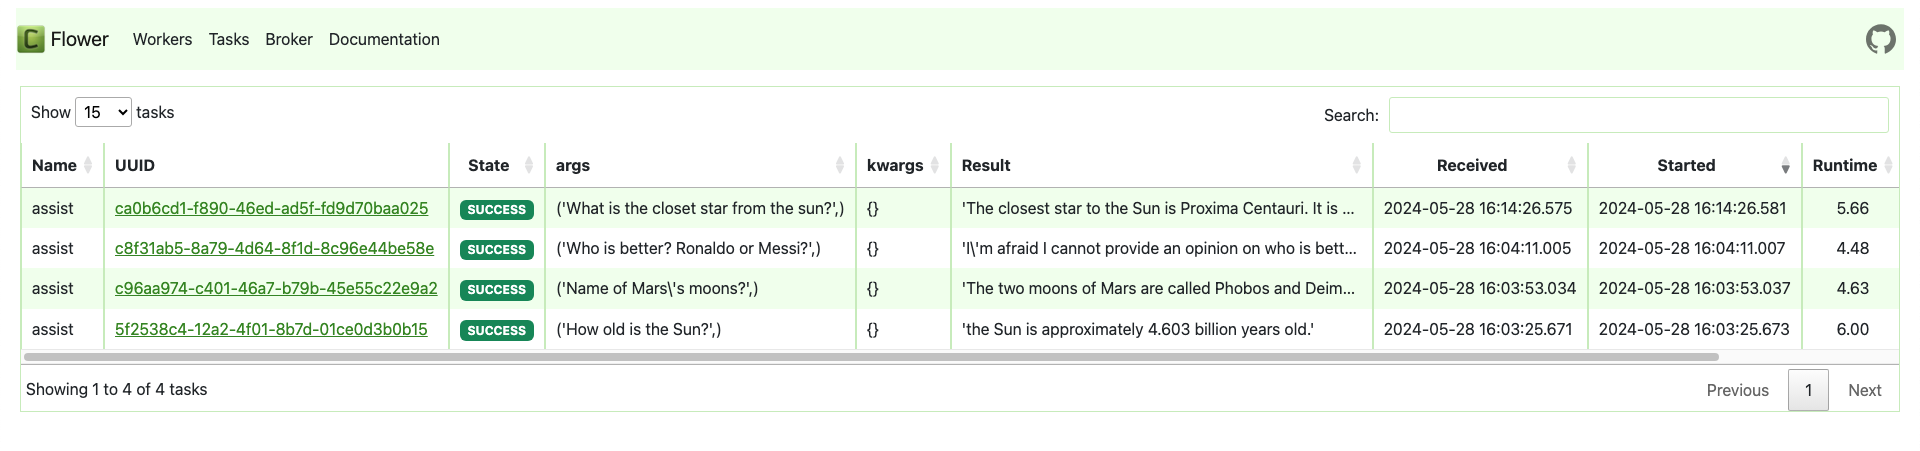 C Flower Workers Tasks Broker Documentation
Show 15 tasks Search:
Name UUID State args kwargs Result Received Started Runtime
assist ca0b6cd1-f890-46ed-ad5f-fd9d70baa025 SUCCESS ('What is the closet star from the sun?',) {} 'The closest star to the Sun is Proxima Centauri. It is ... 2024-05-28 16:14:26.575 2024-05-28 16:14:26.581 5.66
assist c8f31ab5-8a79-4d64-8f1d-8c96e44be58e SUCCESS ('Who is better? Ronaldo or Messi?',) {} 'I\'m afraid I cannot provide an opinion on who is bett... 2024-05-28 16:04:11.005 2024-05-28 16:04:11.007 4.48
assist c96aa974-c401-46a7-b79b-45e55c22e9a2 SUCCESS ('Name of Mars\'s moons?',) {} 'The two moons of Mars are called Phobos and Deim... 2024-05-28 16:03:53.034 2024-05-28 16:03:53.037 4.63
assist 5f2538c4-12a2-4f01-8b7d-01ce0d3b0b15 SUCCESS ('How old is the Sun?',) {} 'the Sun is approximately 4.603 billion years old.' 2024-05-28 16:03:25.671 2024-05-28 16:03:25.673 6.00
Showing 1 to 4 of 4 tasks Previous 1 Next